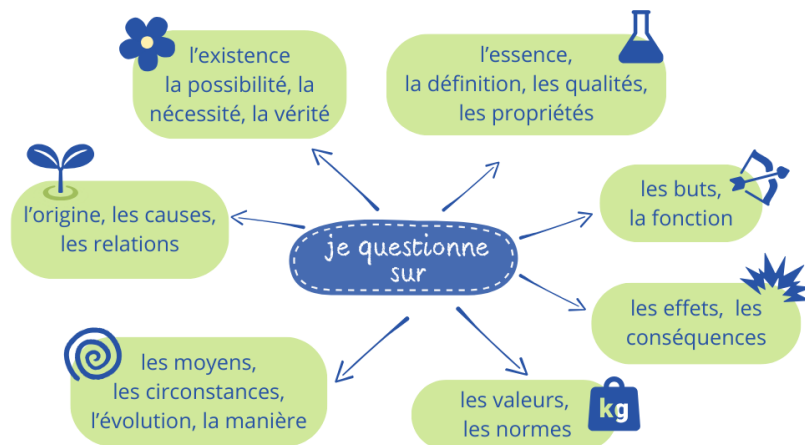 l'existence
la possibilité, la
nécessité, la vérité
l'essence,
la définition, les qualités,
les propriétés
l'origine, les causes,
les relations
les buts,
la fonction
je questionne
sur
les effets, les
conséquences
les moyens,
les circonstances,
l'évolution, la manière
les valeurs,
les normes
kg